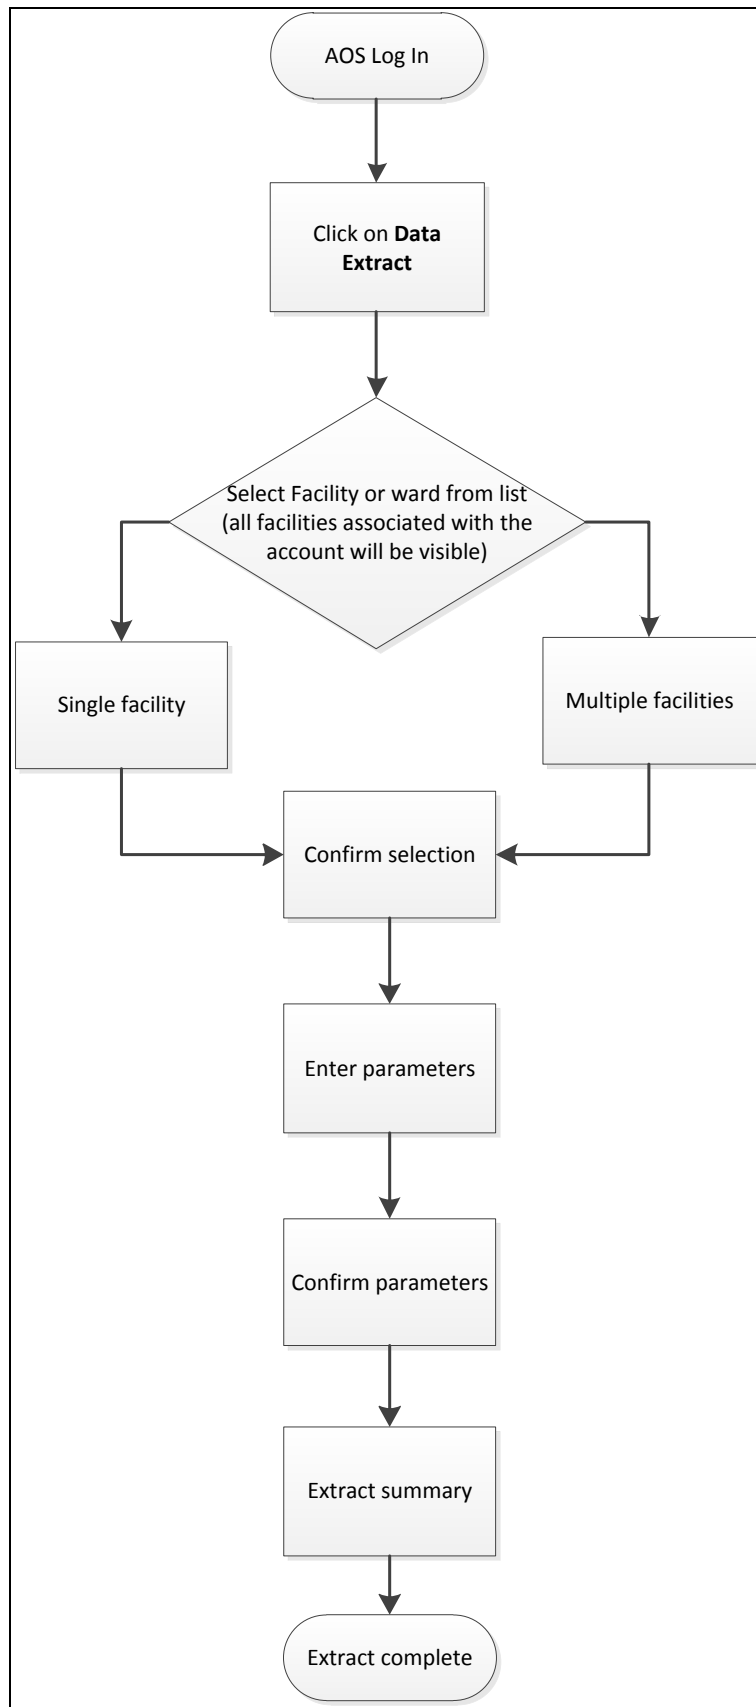 AOS Log In
Click on Data
Extract
Select Facility or ward from list
(all facilities associated with the
account will be visible)
Single facility
Multiple facilities
Confirm selection
Enter parameters
Confirm parameters
Extract summary
Extract complete